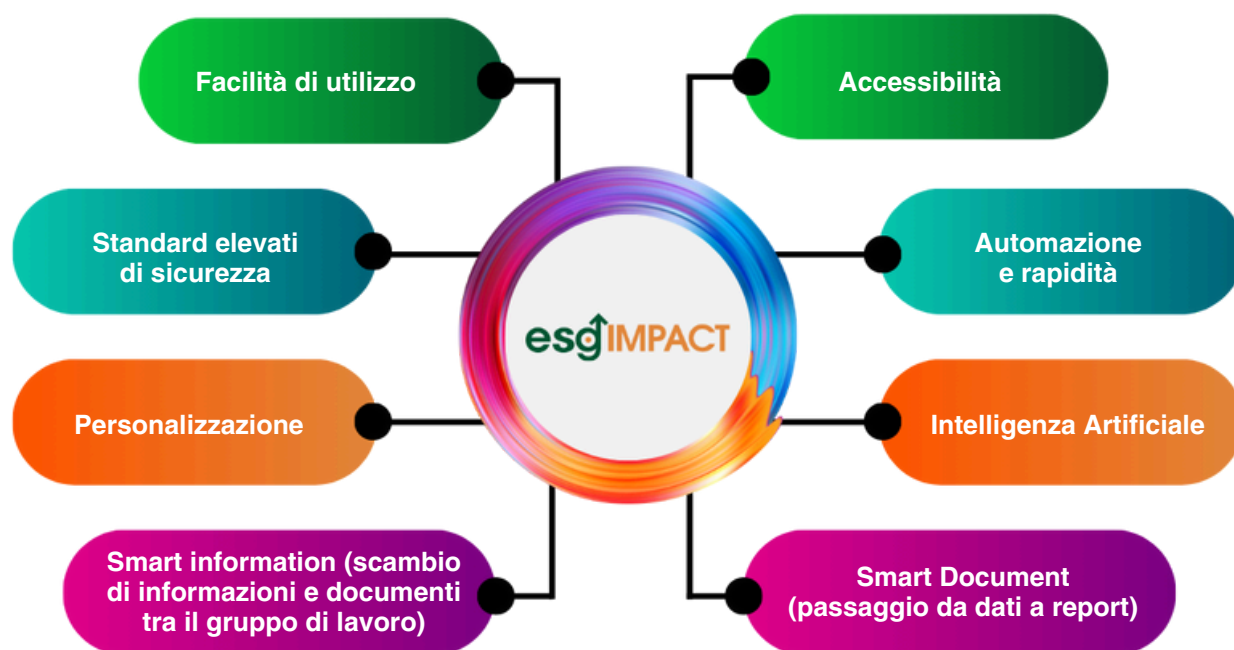 Facilità di utilizzo
Accessibilità
Standard elevati
di sicurezza
Automazione
e rapidità
esgIMPACT
Personalizzazione
Intelligenza Artificiale
Smart information (scambio
di informazioni e documenti
tra il gruppo di lavoro)
Smart Document
(passaggio da dati a report)